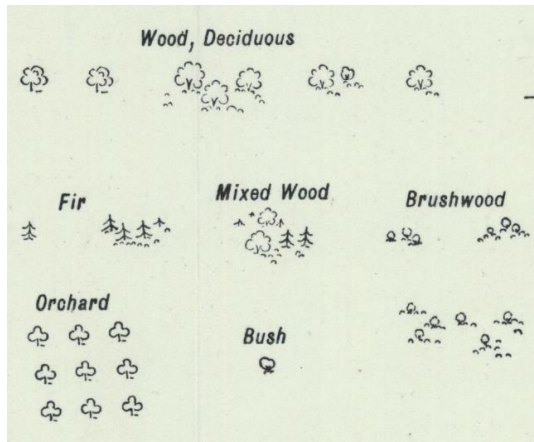 Wood, Deciduous
Fir
Mixed Wood
Brushwood
Orchard
Bush